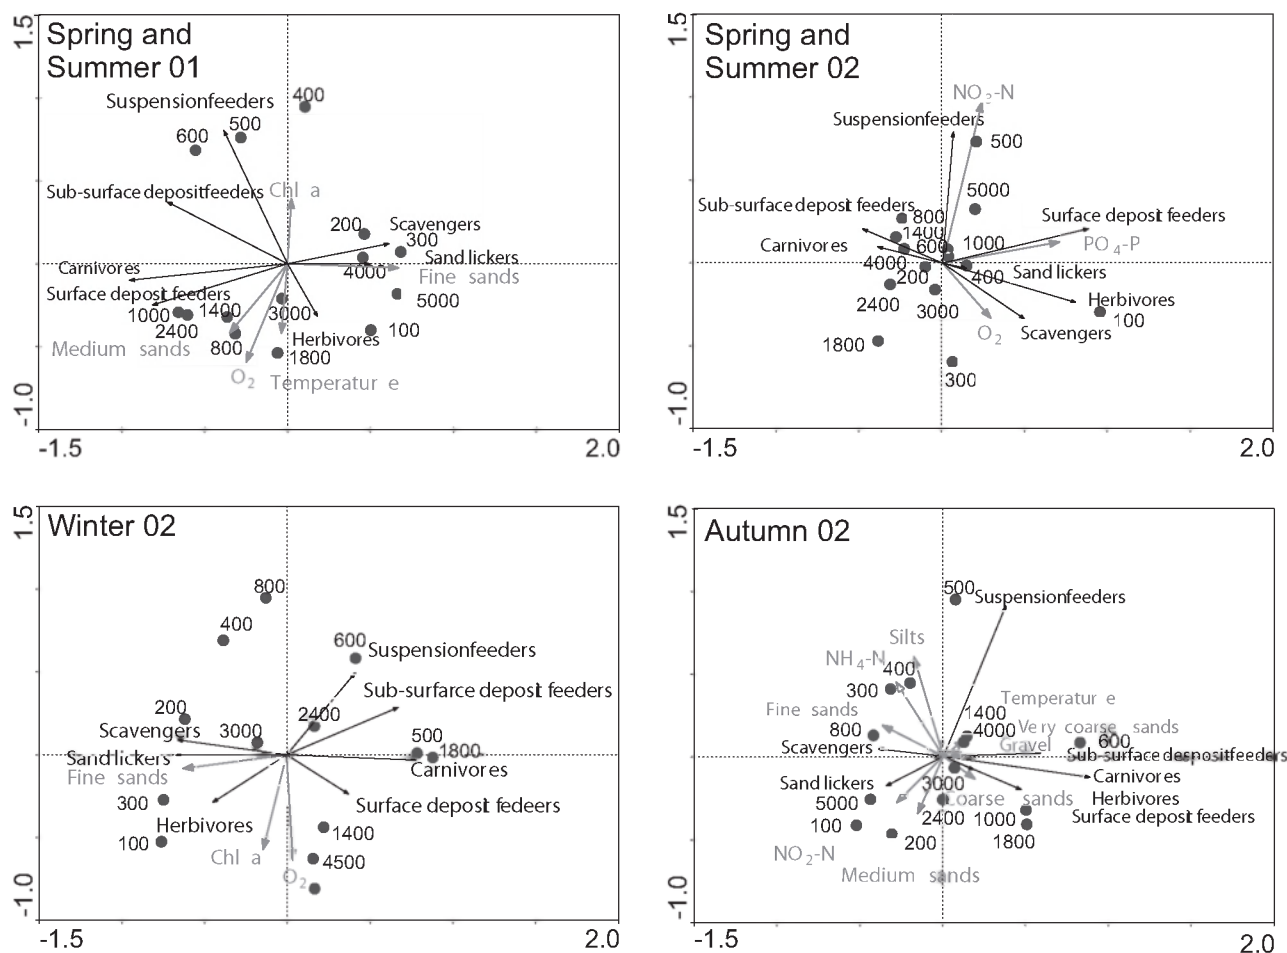 1.5
Spring and
Summer 01
Suspensionfeeders
400
600
500
Sub-surface depositfeeders
Chl a
200
Scavengers
300
Carnivores
4000
Sand lickers
Fine sands
Surface deposit feeders
1000
1400
3000
5000
2400
800
Herbivores
100
Medium sands
1800
O2
Temperatur e
-1.0
-1.5
2.0
1.5
Spring and
Summer 02
NO3-N
Suspensionfeeders
500
5000
Sub-surface deposit feeders
800
Surface deposit feeders
1400
Carnivores
600
1000
PO4-P
4000
200
400
Sand lickers
2400
3000
Herbivores
100
O2
Scavengers
1800
300
-1.0
-1.5
2.0
1.5
Winter 02
800
400
600
Suspensionfeeders
Sub-surfarce deposit feeders
200
2400
Scavengers
3000
500
1800
Sand lickers
Fine sands
Carnivores
300
Surface deposit fedeers
Herbivores
100
1400
Chl a
4500
O2
-1.0
-1.5
2.0
1.5
Autumn 02
500
Suspensionfeeders
Silts
NH4-N
400
300
Temperatur e
Fine sands
1400
4000
Very coarse sands
800
Gravel
600
Scavengers
Sub-surface despositfeeders
Carnivores
Sand lickers
3000
Herbivores
5000
Coarse sands
100
2400
1000
Surface deposit feeders
200
1800
NO2-N
Medium sands
-1.0
-1.5
2.0